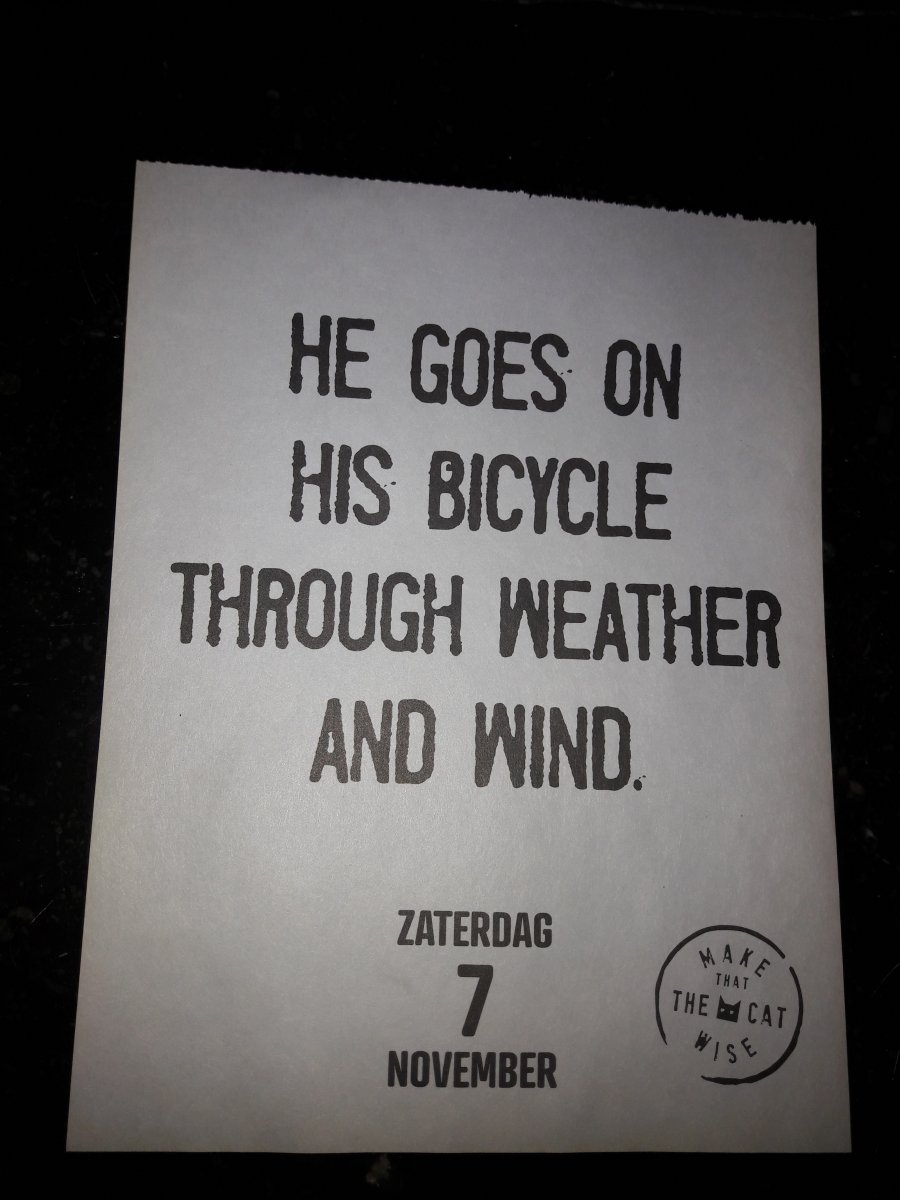 HE GOES ON
HIS BICYCLE
THROUGH WEATHER
AND WIND.
ZATERDAG
7
NOVEMBER
MAKE
THAT
THE CAT
WISE